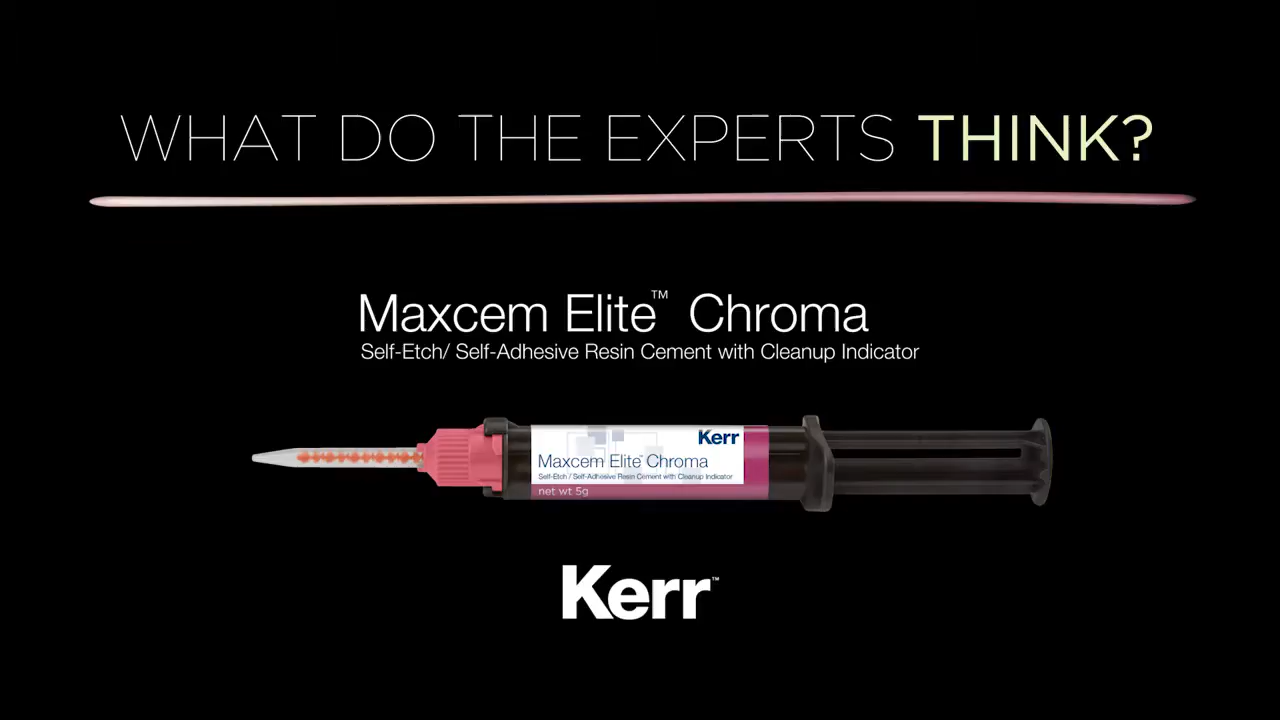 WHAT DO THE EXPERTS THINK?
Maxcem Elite™ Chroma
Self-Etch/ Self-Adhesive Resin Cement with Cleanup Indicator
Kerr
Maxcem Elite™ Chroma
Self-Etch / Self-Adhesive Resin Cement with Cleanup Indicator
net wt 5g
Kerr™